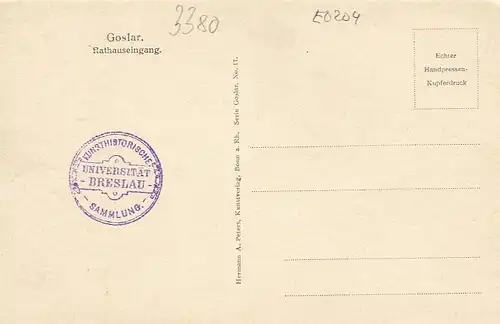 3380
E0204
Goslar.
Rathauseingang.
Echter
Handpressen-
Kupferdruck
KUNSTHISTORISCHE
UNIVERSITÄT
- BRESLAU -
- SAMMLUNG. -
Hermann A. Peters, Kunstverlag, Bonn a. Rh. Serie Goslar. No. 17.